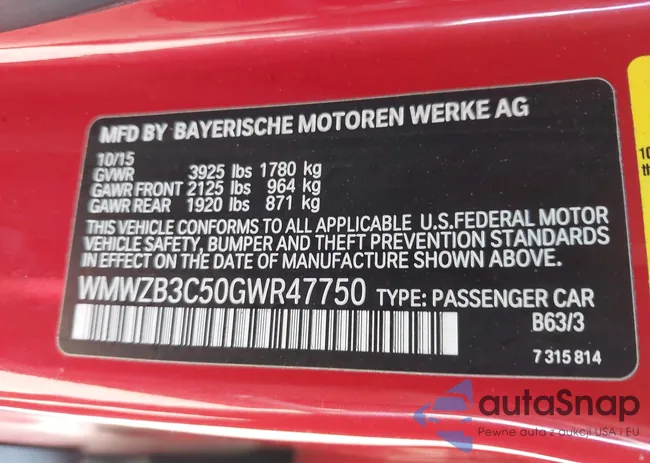 MFD BY BAYERISCHE MOTOREN WERKE AG
10/15
GVWR 3925 lbs 1780 kg
GAWR FRONT 2125 lbs 964 kg
GAWR REAR 1920 lbs 871 kg
THIS VEHICLE CONFORMS TO ALL APPLICABLE U.S.FEDERAL MOTOR
VEHICLE SAFETY, BUMPER AND THEFT PREVENTION STANDARDS
IN EFFECT ON THE DATE OF MANUFACTURE SHOWN ABOVE.
WMWZB3C50GWR47750 TYPE: PASSENGER CAR
B63/3
7 315 814
10
th
autoSnap
Pewne auta z aukcji USA i EU